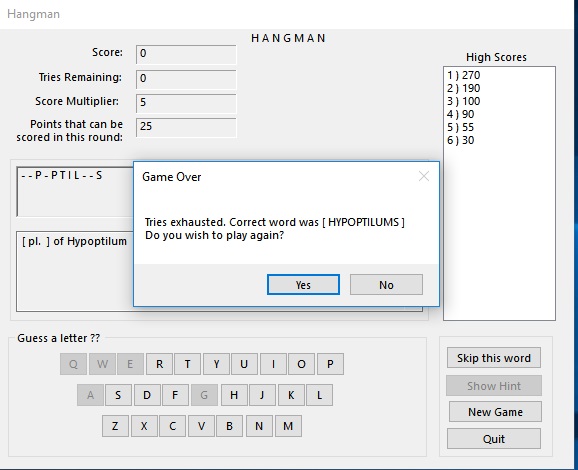 Hangman
H A N G M A N
Score: 0
Tries Remaining: 0
Score Multiplier: 5
Points that can be
scored in this round: 25
High Scores
1 ) 270
2 ) 190
3 ) 100
4 ) 90
5 ) 55
6 ) 30
- - P - P T I L - - S
[ pl. ] of Hypoptilum
Game Over
Tries exhausted. Correct word was [ HYPOPTILUMS ]
Do you wish to play again?
Yes No
Guess a letter ??
Q W E R T Y U I O P
A S D F G H J K L
Z X C V B N M
Skip this word
Show Hint
New Game
Quit